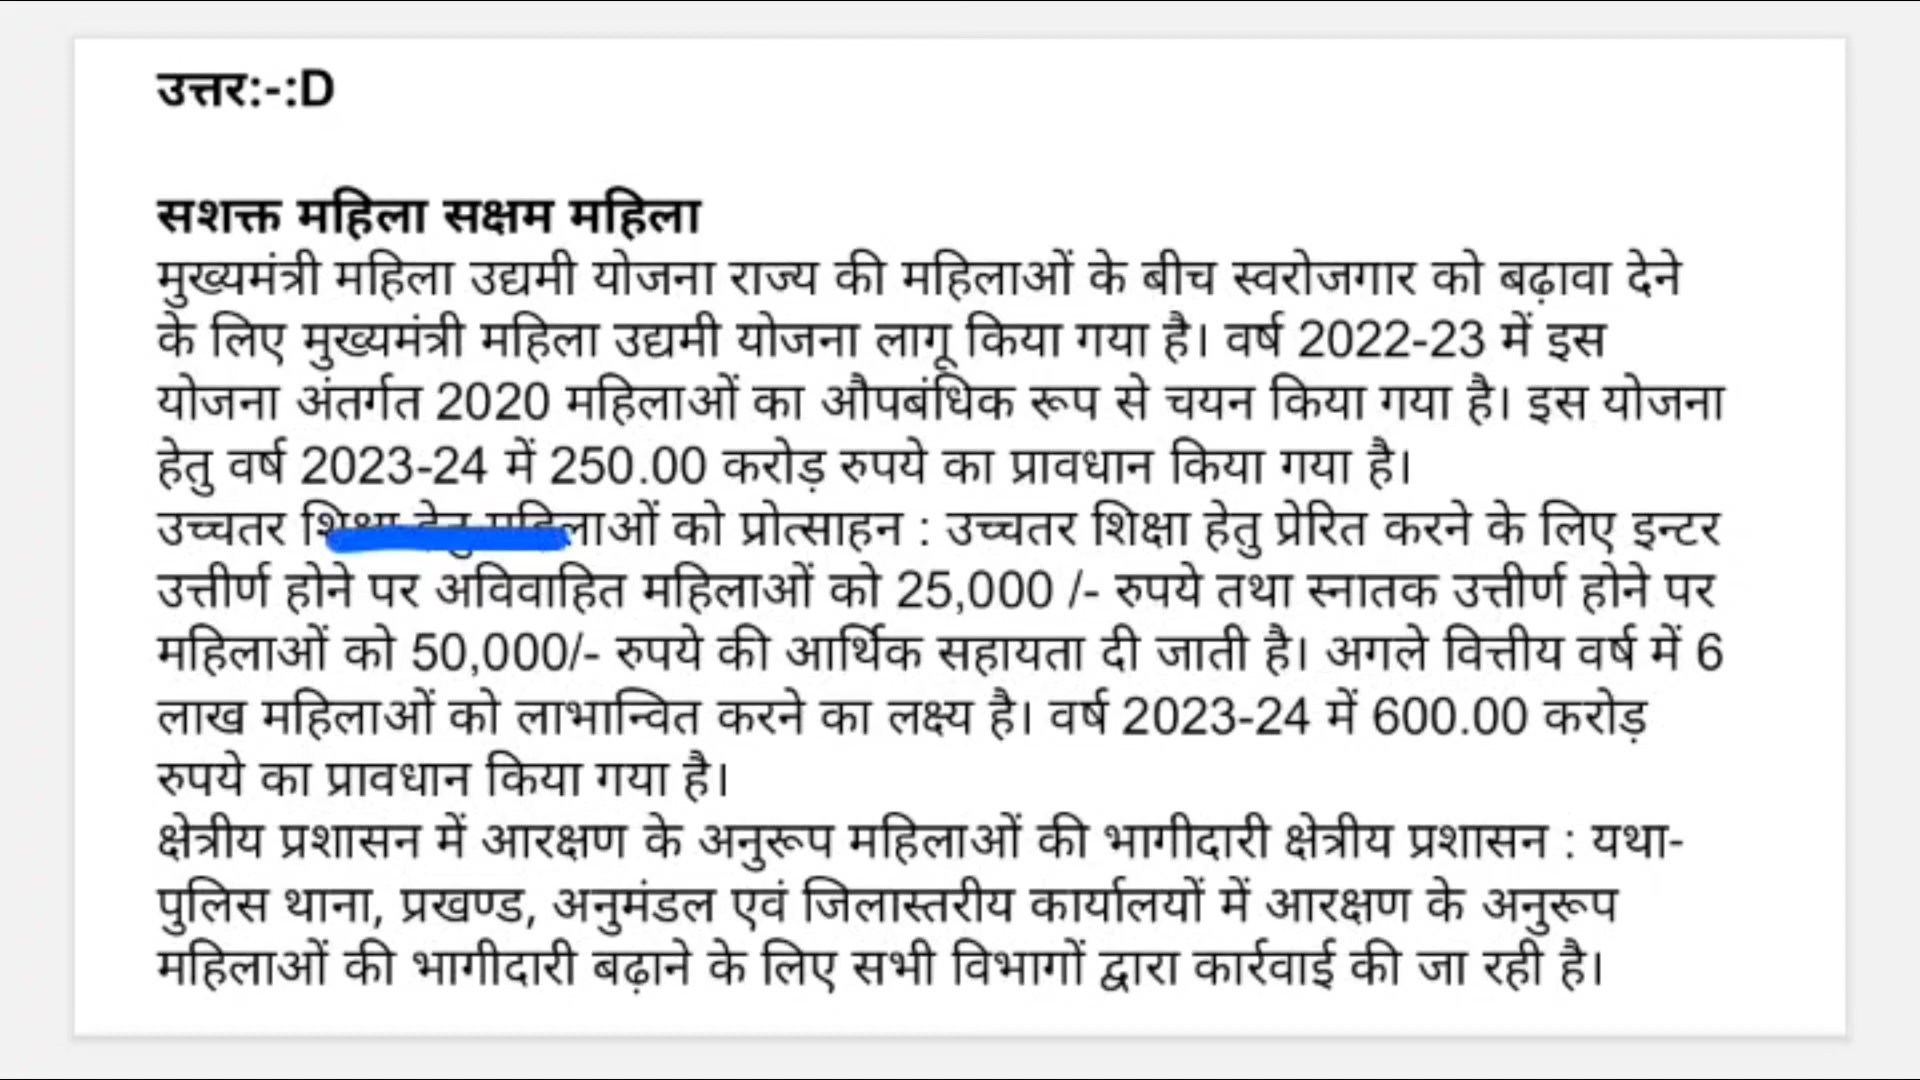 उत्तर:-:D
सशक्त महिला सक्षम महिला
मुख्यमंत्री महिला उद्यमी योजना राज्य की महिलाओं के बीच स्वरोजगार को बढ़ावा देने
के लिए मुख्यमंत्री महिला उद्यमी योजना लागू किया गया है। वर्ष 2022-23 में इस
योजना अंतर्गत 2020 महिलाओं का औपबंधिक रूप से चयन किया गया है। इस योजना
हेतु वर्ष 2023-24 में 250.00 करोड़ रुपये का प्रावधान किया गया है।
उच्चतर शिक्षा हेतु महिलाओं को प्रोत्साहन : उच्चतर शिक्षा हेतु प्रेरित करने के लिए इन्टर
उत्तीर्ण होने पर अविवाहित महिलाओं को 25,000 /- रुपये तथा स्नातक उत्तीर्ण होने पर
महिलाओं को 50,000/- रुपये की आर्थिक सहायता दी जाती है। अगले वित्तीय वर्ष में 6
लाख महिलाओं को लाभान्वित करने का लक्ष्य है। वर्ष 2023-24 में 600.00 करोड़
रुपये का प्रावधान किया गया है।
क्षेत्रीय प्रशासन में आरक्षण के अनुरूप महिलाओं की भागीदारी क्षेत्रीय प्रशासन : यथा-
पुलिस थाना, प्रखण्ड, अनुमंडल एवं जिलास्तरीय कार्यालयों में आरक्षण के अनुरूप
महिलाओं की भागीदारी बढ़ाने के लिए सभी विभागों द्वारा कार्रवाई की जा रही है।